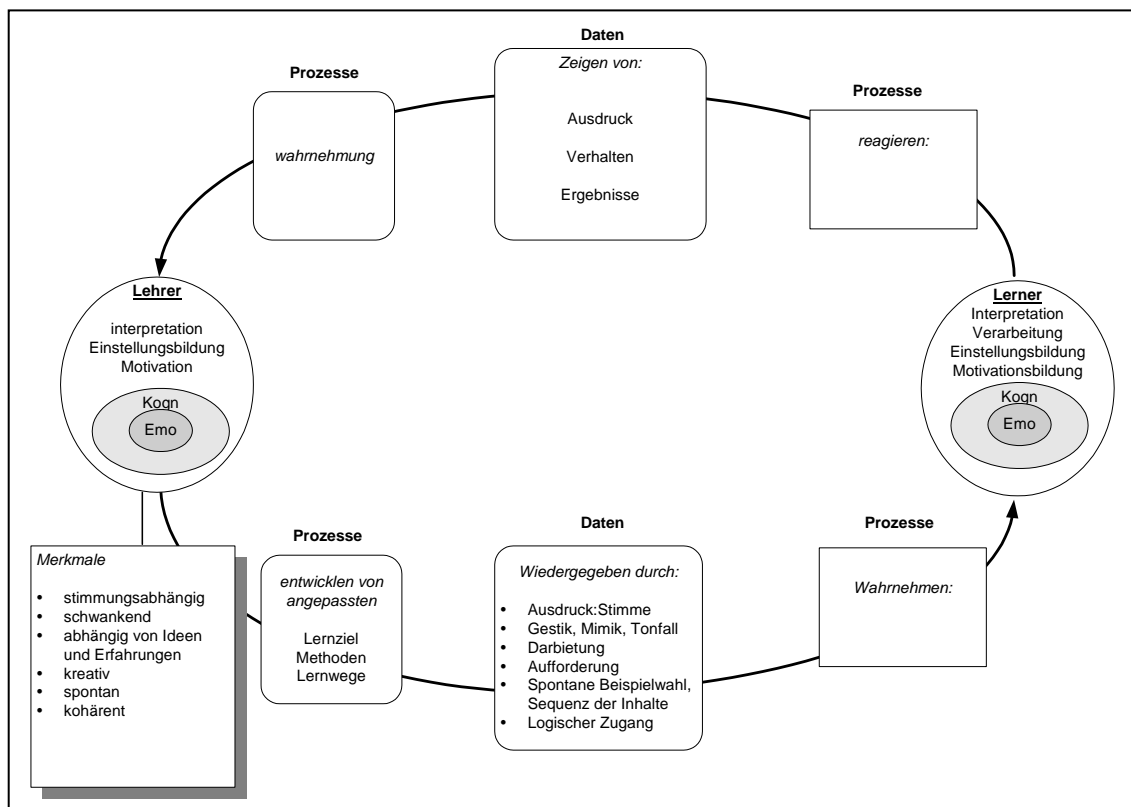 Daten
Zeigen von:
Ausdruck
Verhalten
Ergebnisse
Prozesse
wahrnehmung
Prozesse
reagieren:
Lehrer
interpretation
Einstellungsbildung
Motivation
Kogn
Emo
Lerner
Interpretation
Verarbeitung
Einstellungsbildung
Motivationsbildung
Kogn
Emo
Merkmale
• stimmungsabhängig
• schwankend
• abhängig von Ideen
und Erfahrungen
• kreativ
• spontan
• kohärent
Prozesse
entwicklen von
angepassten
Lernziel
Methoden
Lernwege
Daten
Wiedergegeben durch:
• Ausdruck:Stimme
• Gestik, Mimik, Tonfall
• Darbietung
• Aufforderung
• Spontane Beispielwahl,
Sequenz der Inhalte
• Logischer Zugang
Prozesse
Wahrnehmen: